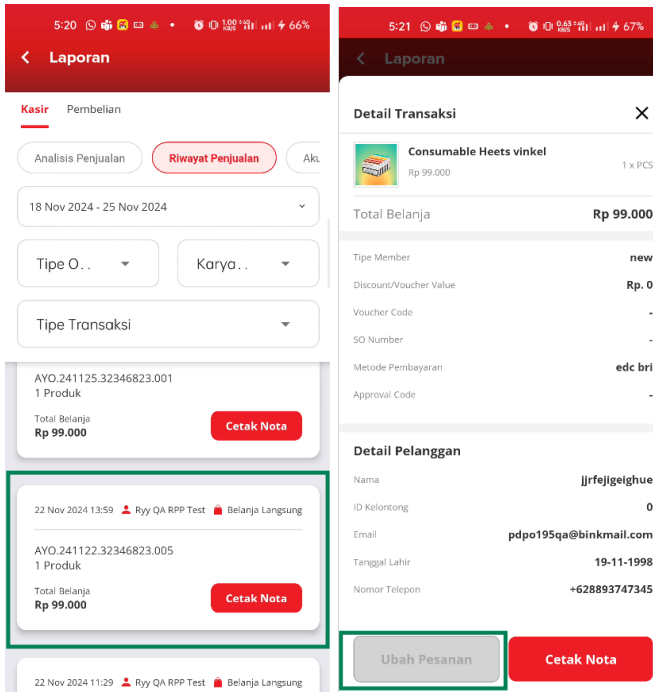 5:20 1.00 KB/S 66%
Laporan
Kasir Pembelian
Analisis Penjualan Riwayat Penjualan Aku
18 Nov 2024 - 25 Nov 2024
Tipe O.. Karya..
Tipe Transaksi
AYO.241125.32346823.001
1 Produk
Total Belanja
Rp 99.000
Cetak Nota
22 Nov 2024 13:59 Ryy QA RPP Test Belanja Langsung
AYO.241122.32346823.005
1 Produk
Total Belanja
Rp 99.000
Cetak Nota
22 Nov 2024 11:29 Ryy QA RPP Test Belanja Langsung
5:21 0,63 KB/S 67%
Laporan
Detail Transaksi
Consumable Heets vinkel
Rp 99.000
1 x PCS
Total Belanja Rp 99.000
Tipe Member new
Discount/Voucher Value Rp. 0
Voucher Code -
SO Number -
Metode Pembayaran edc bri
Approval Code -
Detail Pelanggan
Nama jjrfejigeighue
ID Kelontong 0
Email pdpo195qa@binkmail.com
Tanggal Lahir 19-11-1998
Nomor Telepon +628893747345
Ubah Pesanan Cetak Nota